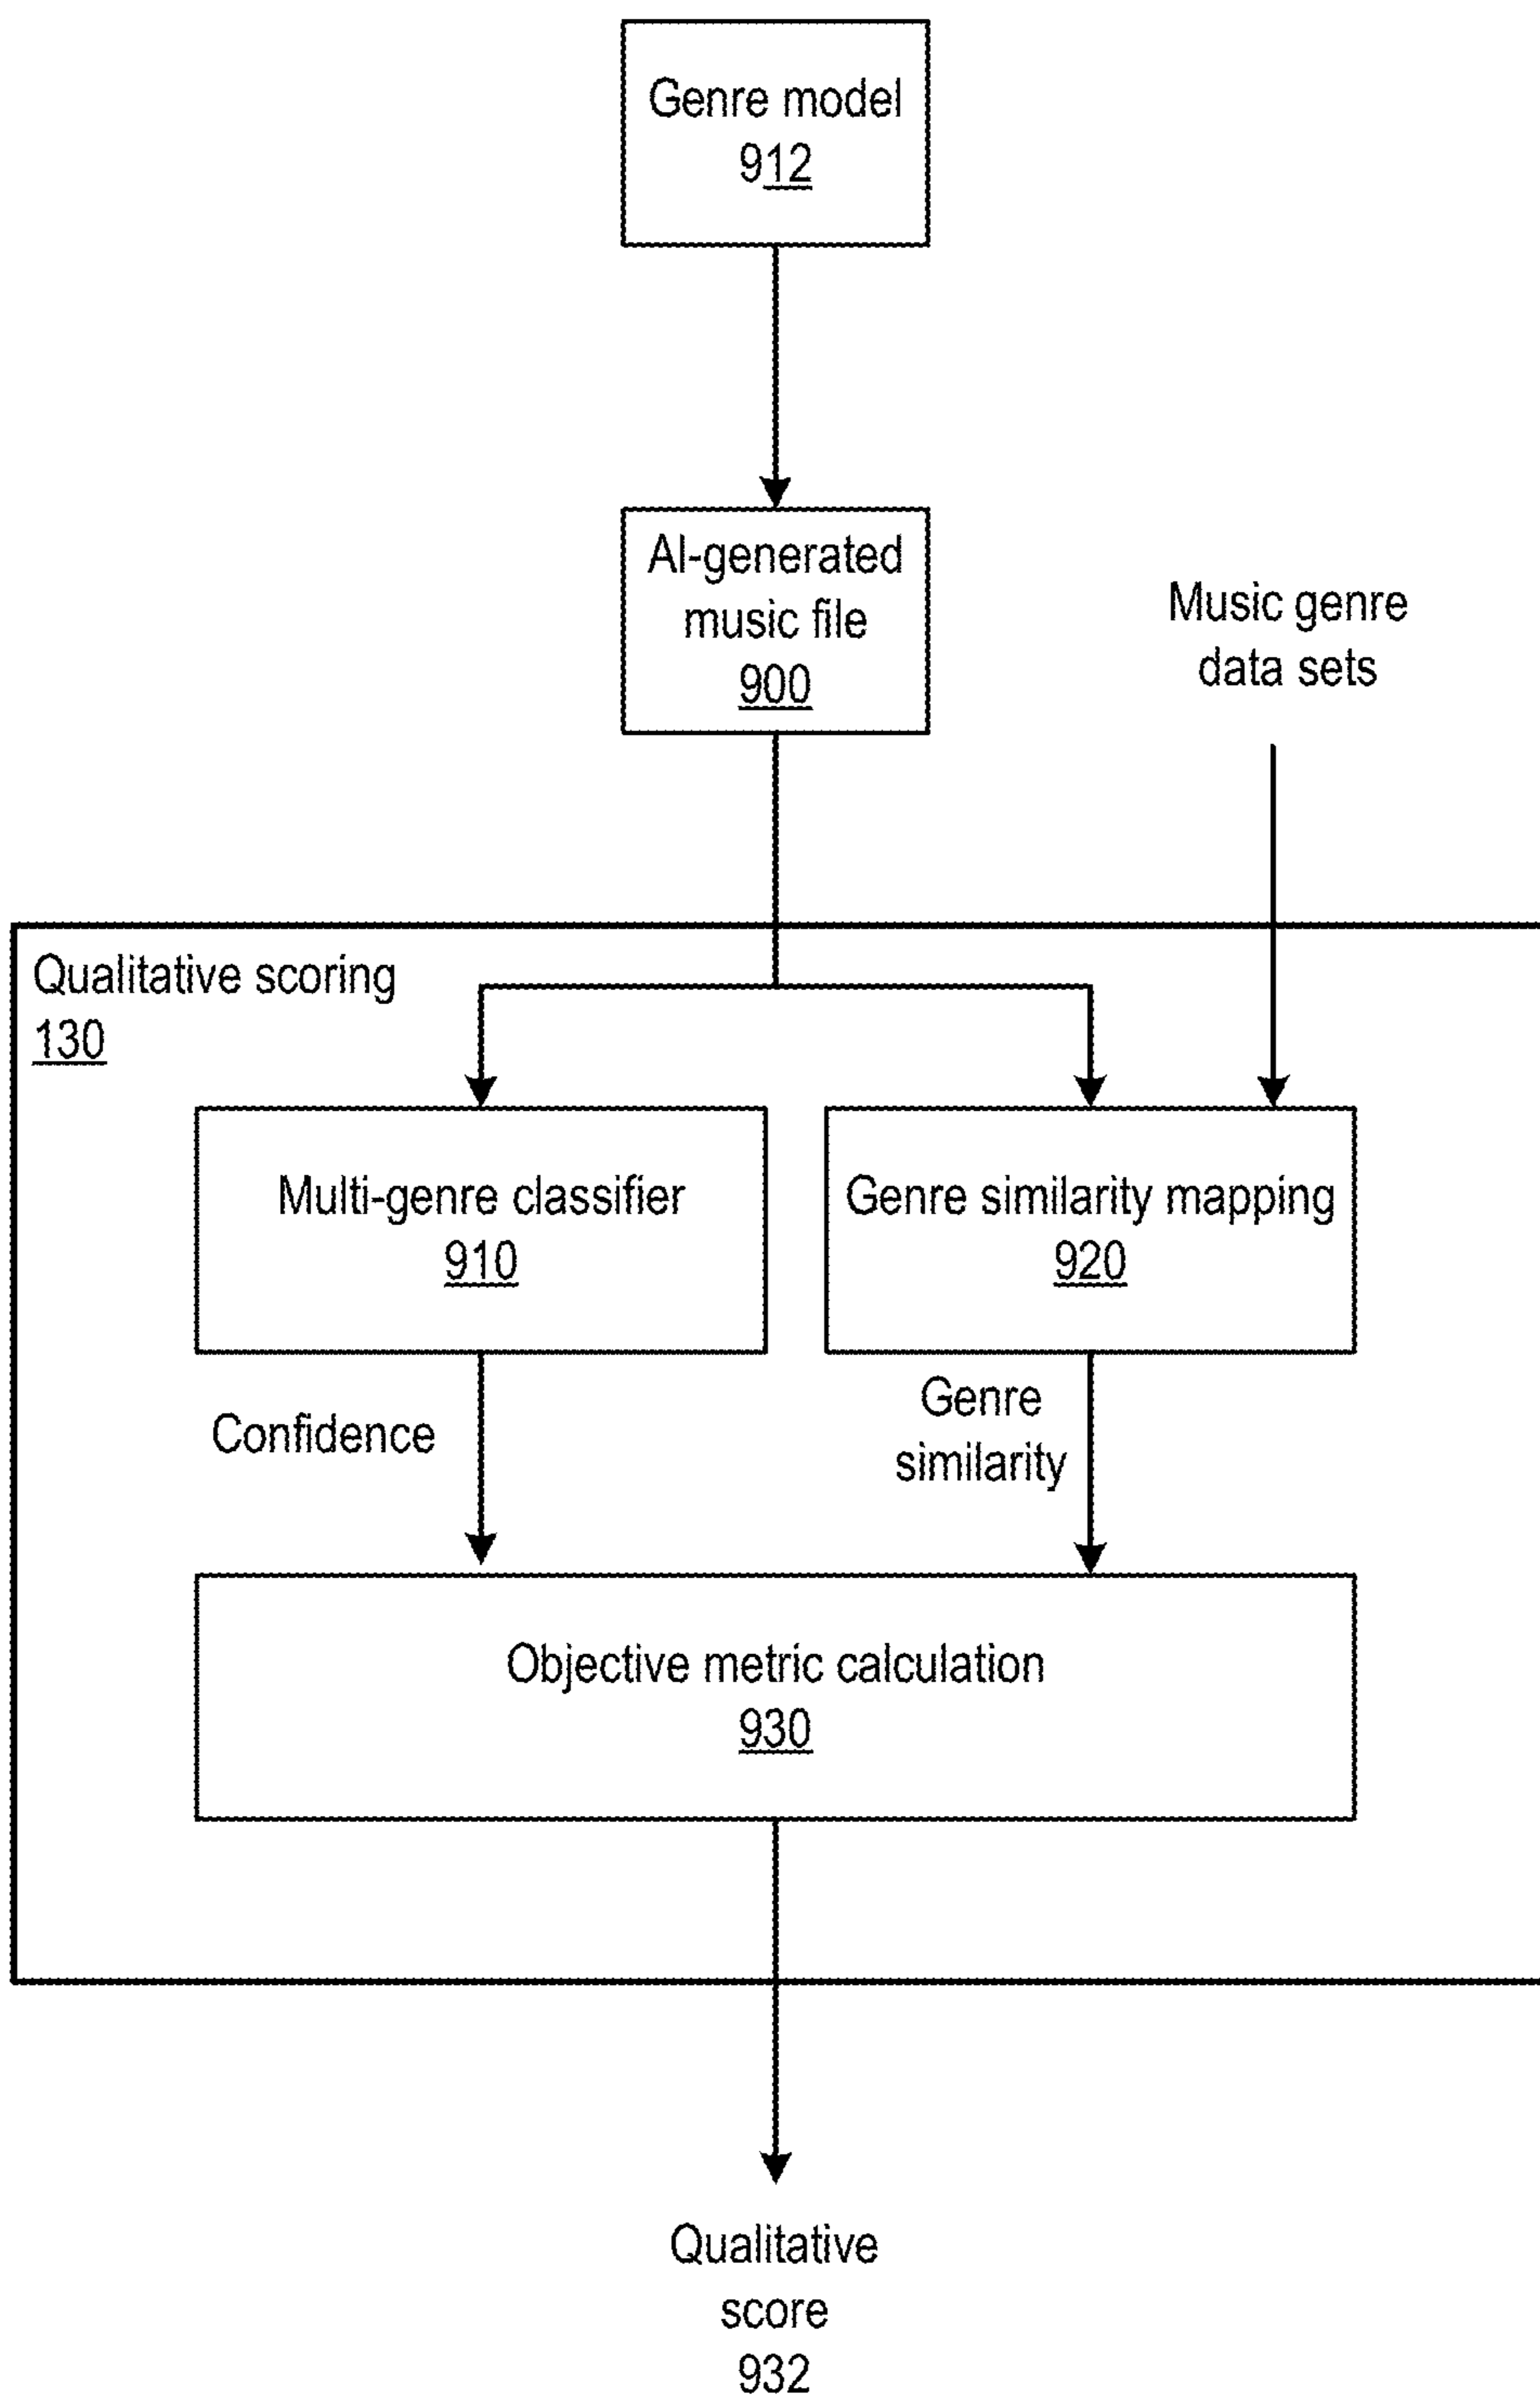 Genre model
912
AI-generated
music file
900
Music genre
data sets
Qualitative scoring
130
Multi-genre classifier
910
Genre similarity mapping
920
Confidence
Genre
similarity
Objective metric calculation
930
Qualitative
score
932